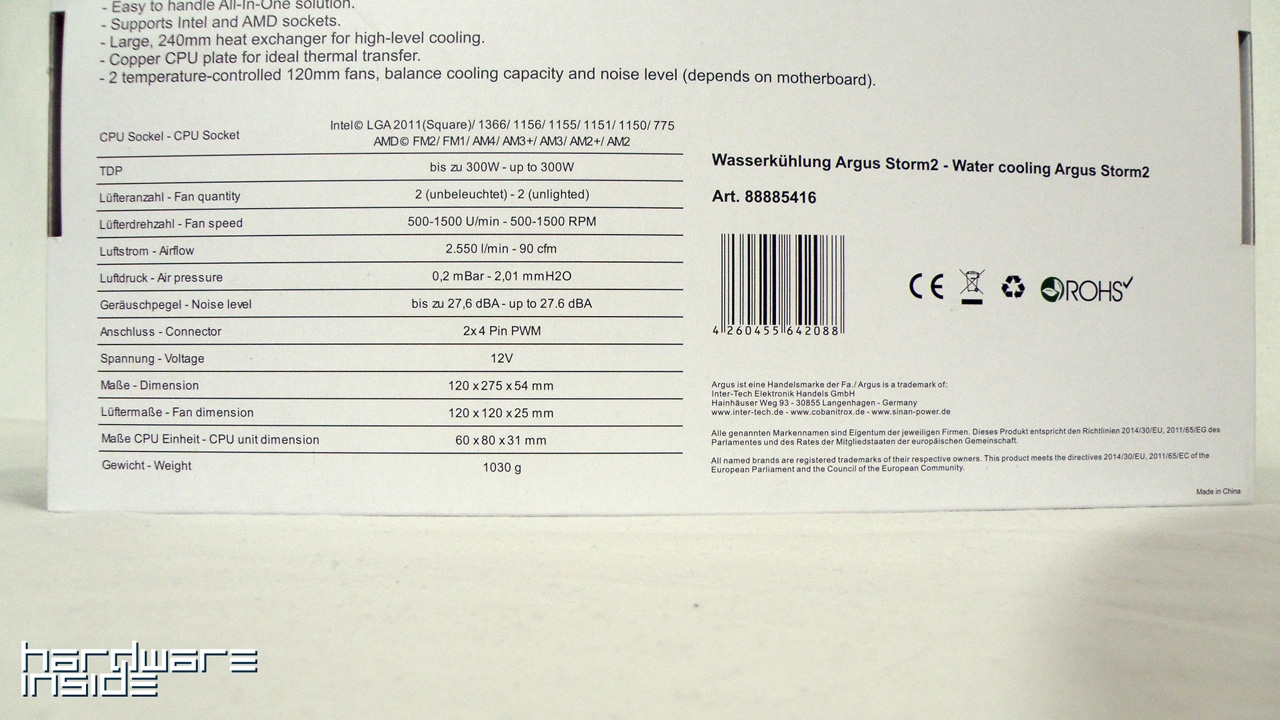 - Easy to handle All-In-One solution.
- Supports Intel and AMD sockets.
- Large, 240mm heat exchanger for high-level cooling.
- Copper CPU plate for ideal thermal transfer.
- 2 temperature-controlled 120mm fans, balance cooling capacity and noise level (depends on motherboard).
CPU Sockel - CPU Socket
Intel© LGA 2011(Square)/ 1366/ 1156/ 1155/ 1151/ 1150/ 775
AMD© FM2/ FM1/ AM4/ AM3+/ AM3/ AM2+/ AM2
TDP bis zu 300W - up to 300W
Lüfteranzahl - Fan quantity 2 (unbeleuchtet) - 2 (unlighted)
Lüfterdrehzahl - Fan speed 500-1500 U/min - 500-1500 RPM
Luftstrom - Airflow 2.550 l/min - 90 cfm
Luftdruck - Air pressure 0,2 mBar - 2,01 mmH2O
Geräuschpegel - Noise level bis zu 27,6 dBA - up to 27.6 dBA
Anschluss - Connector 2x 4 Pin PWM
Spannung - Voltage 12V
Maße - Dimension 120 x 275 x 54 mm
Lüftermaße - Fan dimension 120 x 120 x 25 mm
Maße CPU Einheit - CPU unit dimension 60 x 80 x 31 mm
Gewicht - Weight 1030 g
Wasserkühlung Argus Storm2 - Water cooling Argus Storm2
Art. 88885416
4 260455 642088
CE ROHS
Argus ist eine Handelsmarke der Fa./ Argus is a trademark of:
Inter-Tech Elektronik Handels GmbH
Hainhäuser Weg 93 - 30855 Langenhagen - Germany
www.inter-tech.de - www.cobanitrox.de - www.sinan-power.de
Alle genannten Markennamen sind Eigentum der jeweiligen Firmen. Dieses Produkt entspricht den Richtlinien 2014/30/EU, 2011/65/EG des
Parlamentes und des Rates der Mitgliedstaaten der europäischen Gemeinschaft.
All named brands are registered trademarks of their respective owners. This product meets the directives 2014/30/EU, 2011/65/EC of the
European Parliament and the Council of the European Community.
Made in China
hardware
inside